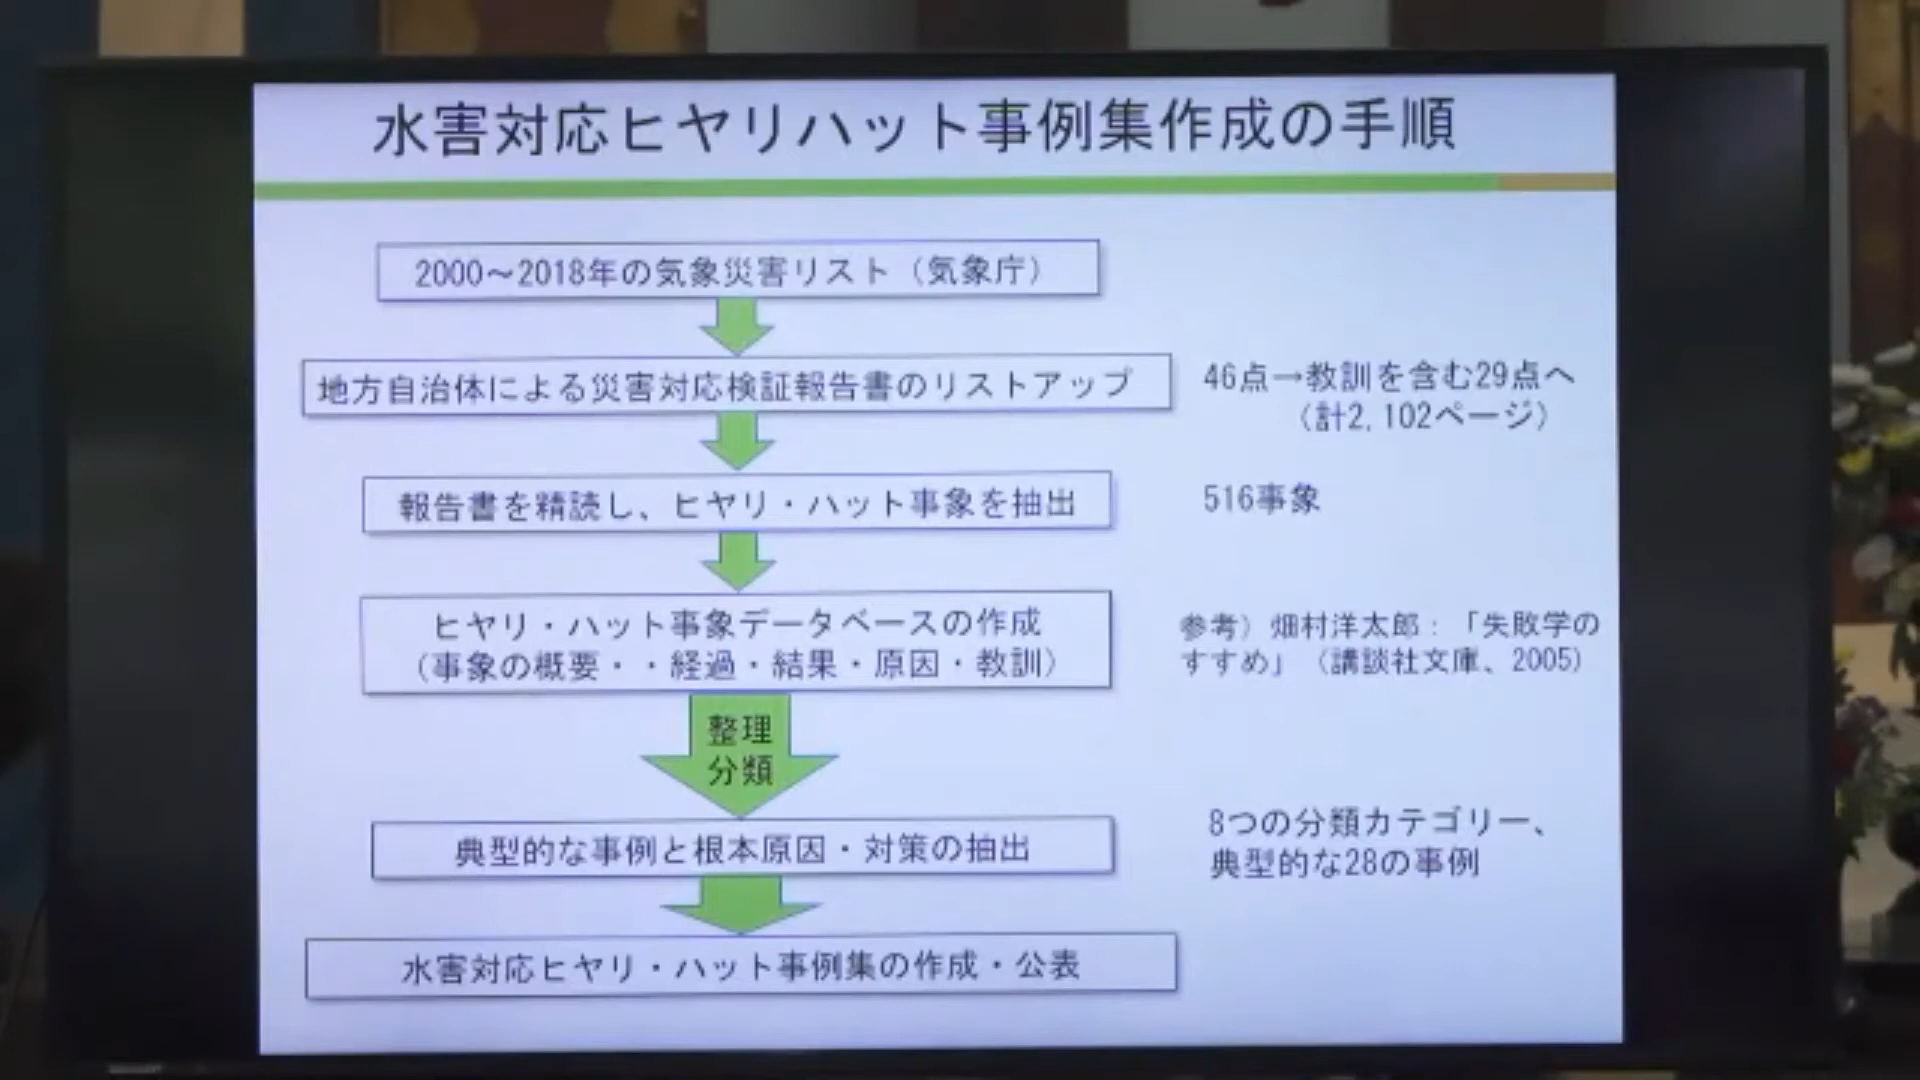 水害対応ヒヤリハット事例集作成の手順
2000～2018年の気象災害リスト（気象庁）
地方自治体による災害対応検証報告書のリストアップ
46点→教訓を含む29点へ
（計2,102ページ）
報告書を精読し、ヒヤリ・ハット事象を抽出
516事象
ヒヤリ・ハット事象データベースの作成
（事象の概要・・経過・結果・原因・教訓）
参考）畑村洋太郎：「失敗学の
すすめ」（講談社文庫、2005）
整理
分類
典型的な事例と根本原因・対策の抽出
8つの分類カテゴリー、
典型的な28の事例
水害対応ヒヤリ・ハット事例集の作成・公表